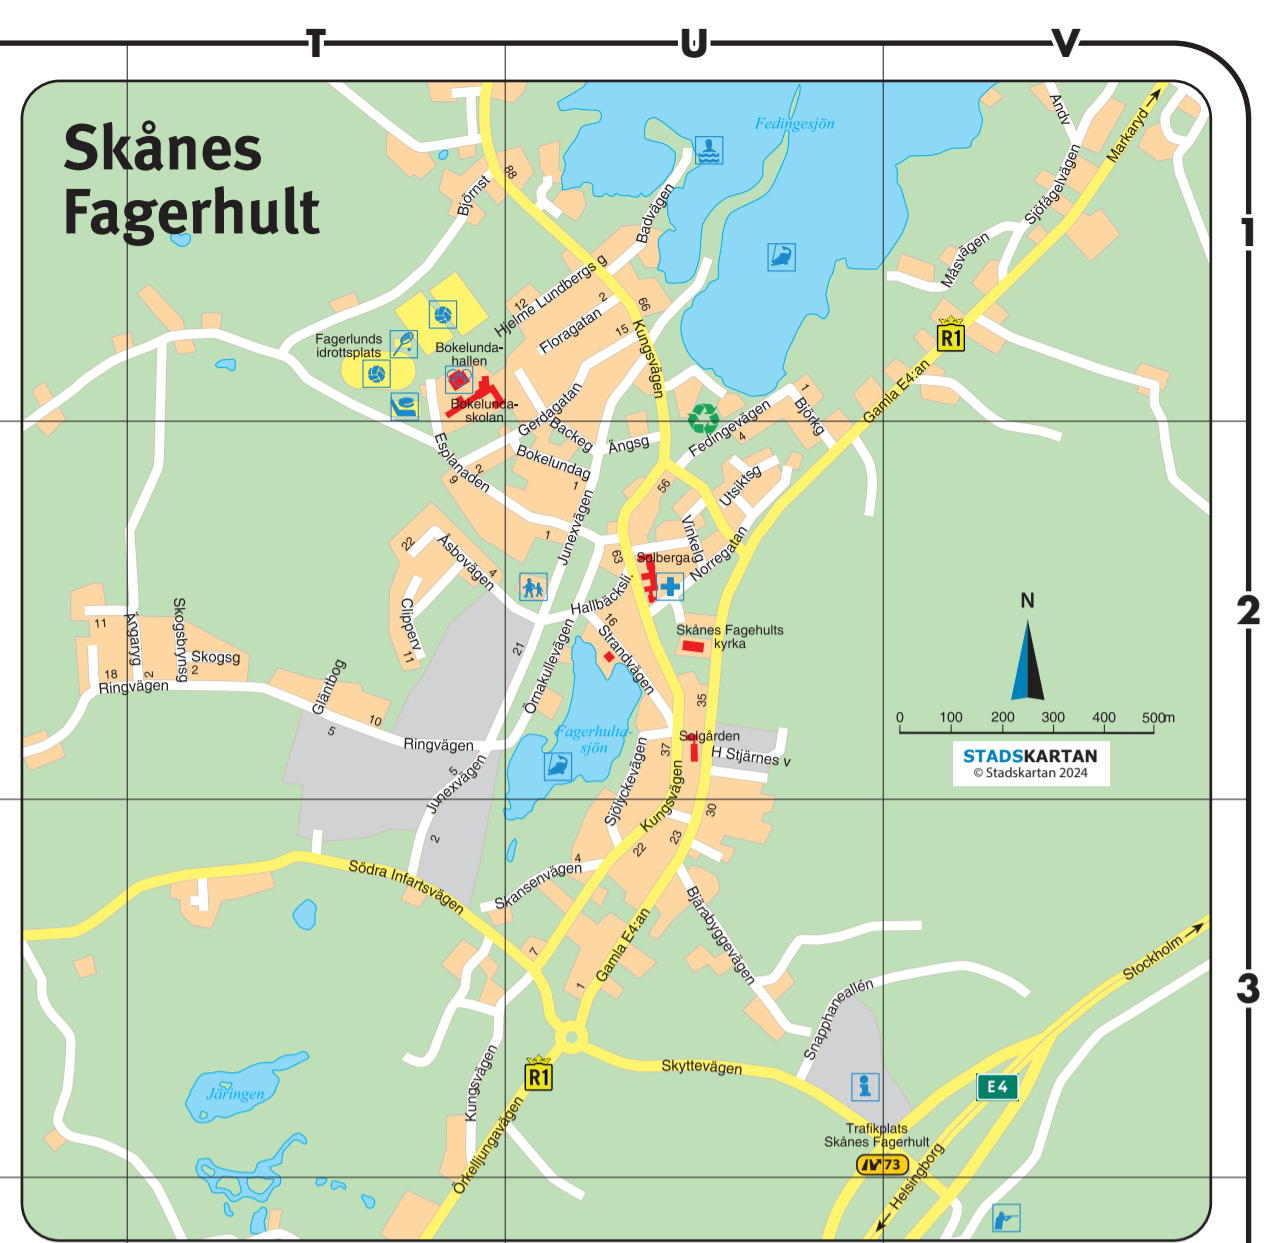 T
U
V
Skånes
Fagerhult
Fedingesjön
Andv
Markaryd
88
Björnst
Sjöfågelvägen
Badvägen
1
Måsvägen
Hjelme Lundbergs g
12
2
66
Floragatan
15
Kungsvägen
R1
Fagerlunds
idrottsplats
Bokelunda-
hallen
Bokelunda-
skolan
Gerdagatan
Gamla E4:an
1
Björkg
Fedingevägen
4
Backeg
Ängsg
Esplanaden
2
9
Bokelundag
1
56
Utsiktsg
Junexvägen
Vinkelg
Norregatan
22
Åsbovägen
4
1
63
Solberga
Hallbäcksli.
N
2
11
Ängaryg
Skogsbrynsg
Clipperv
11
16
Strandvägen
Skånes Fagehults
kyrka
21
Örnakullevägen
Skogsg
2
18
2
Ringvägen
Gläntbog
10
5
35
0 100 200 300 400 500m
Ringvägen
Fagerhulta-
sjön
Solgården
37
H Stjärnes v
STADSKARTAN
© Stadskartan 2024
5
Junexvägen
Sjölyckevägen
Kungsvägen
2
30
23
22
Södra Infartsvägen
4
Skansenvägen
Bjärabyggevägen
7
Gamla E4:an
1
Stockholm
3
Snapphaneallén
Skyttevägen
R1
Kungsvägen
E4
Järingen
Örkelljungavägen
Trafikplats
Skånes Fagerhult
73
Helsingborg